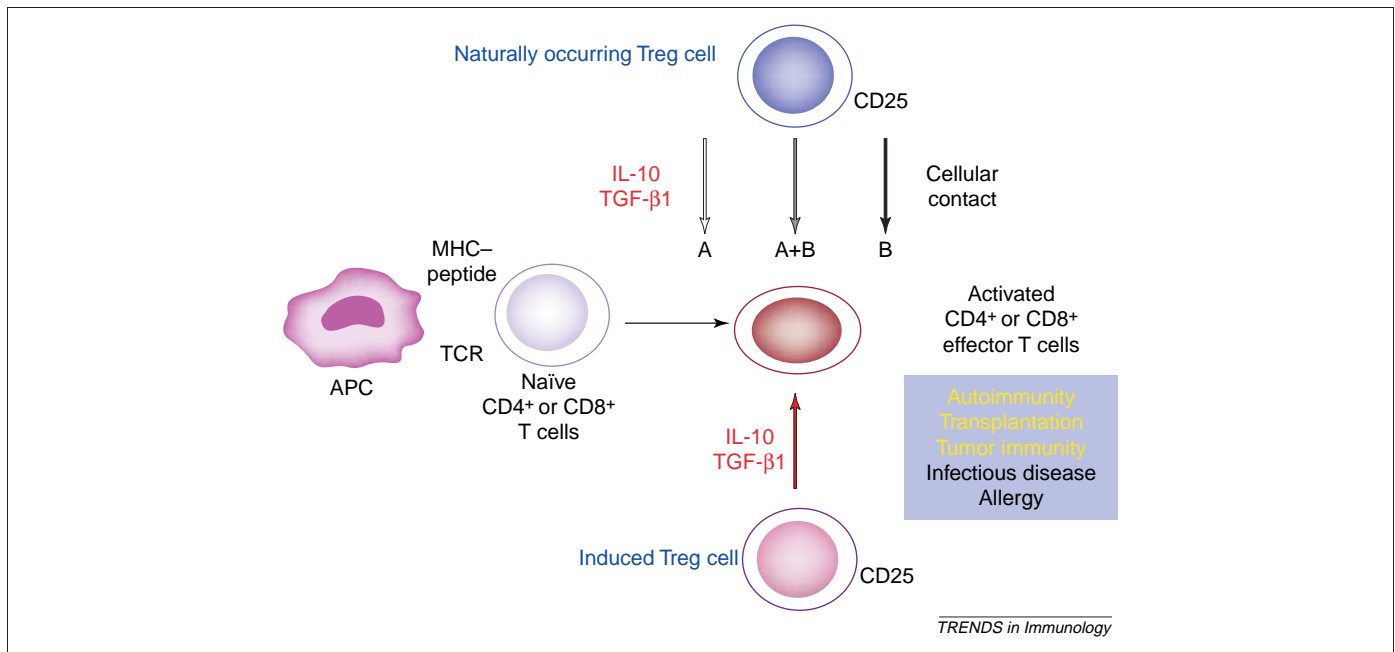 Naturally occurring Treg cell
CD25
IL-10
TGF-β1
Cellular
contact
A
A+B
B
MHC–
peptide
TCR
APC
Naïve
CD4⁺ or CD8⁺
T cells
Activated
CD4⁺ or CD8⁺
effector T cells
Autoimmunity
Transplantation
Tumor immunity
Infectious disease
Allergy
IL-10
TGF-β1
Induced Treg cell
CD25
TRENDS in Immunology